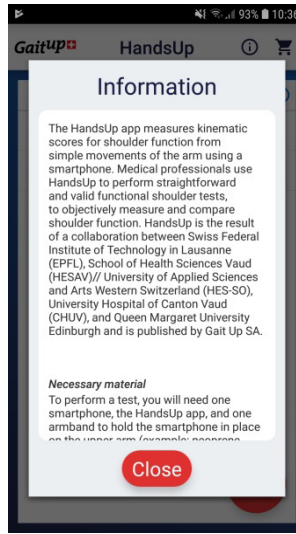 93% 10:36
Gaitup HandsUp
Information
The HandsUp app measures kinematic
scores for shoulder function from
simple movements of the arm using a
smartphone. Medical professionals use
HandsUp to perform straightforward
and valid functional shoulder tests,
to objectively measure and compare
shoulder function. HandsUp is the result
of a collaboration between Swiss Federal
Institute of Technology in Lausanne
(EPFL), School of Health Sciences Vaud
(HESAV)// University of Applied Sciences
and Arts Western Switzerland (HES-SO),
University Hospital of Canton Vaud
(CHUV), and Queen Margaret University
Edinburgh and is published by Gait Up SA.
Necessary material
To perform a test, you will need one
smartphone, the HandsUp app, and one
armband to hold the smartphone in place
on the upper arm (example: neoprene
Close